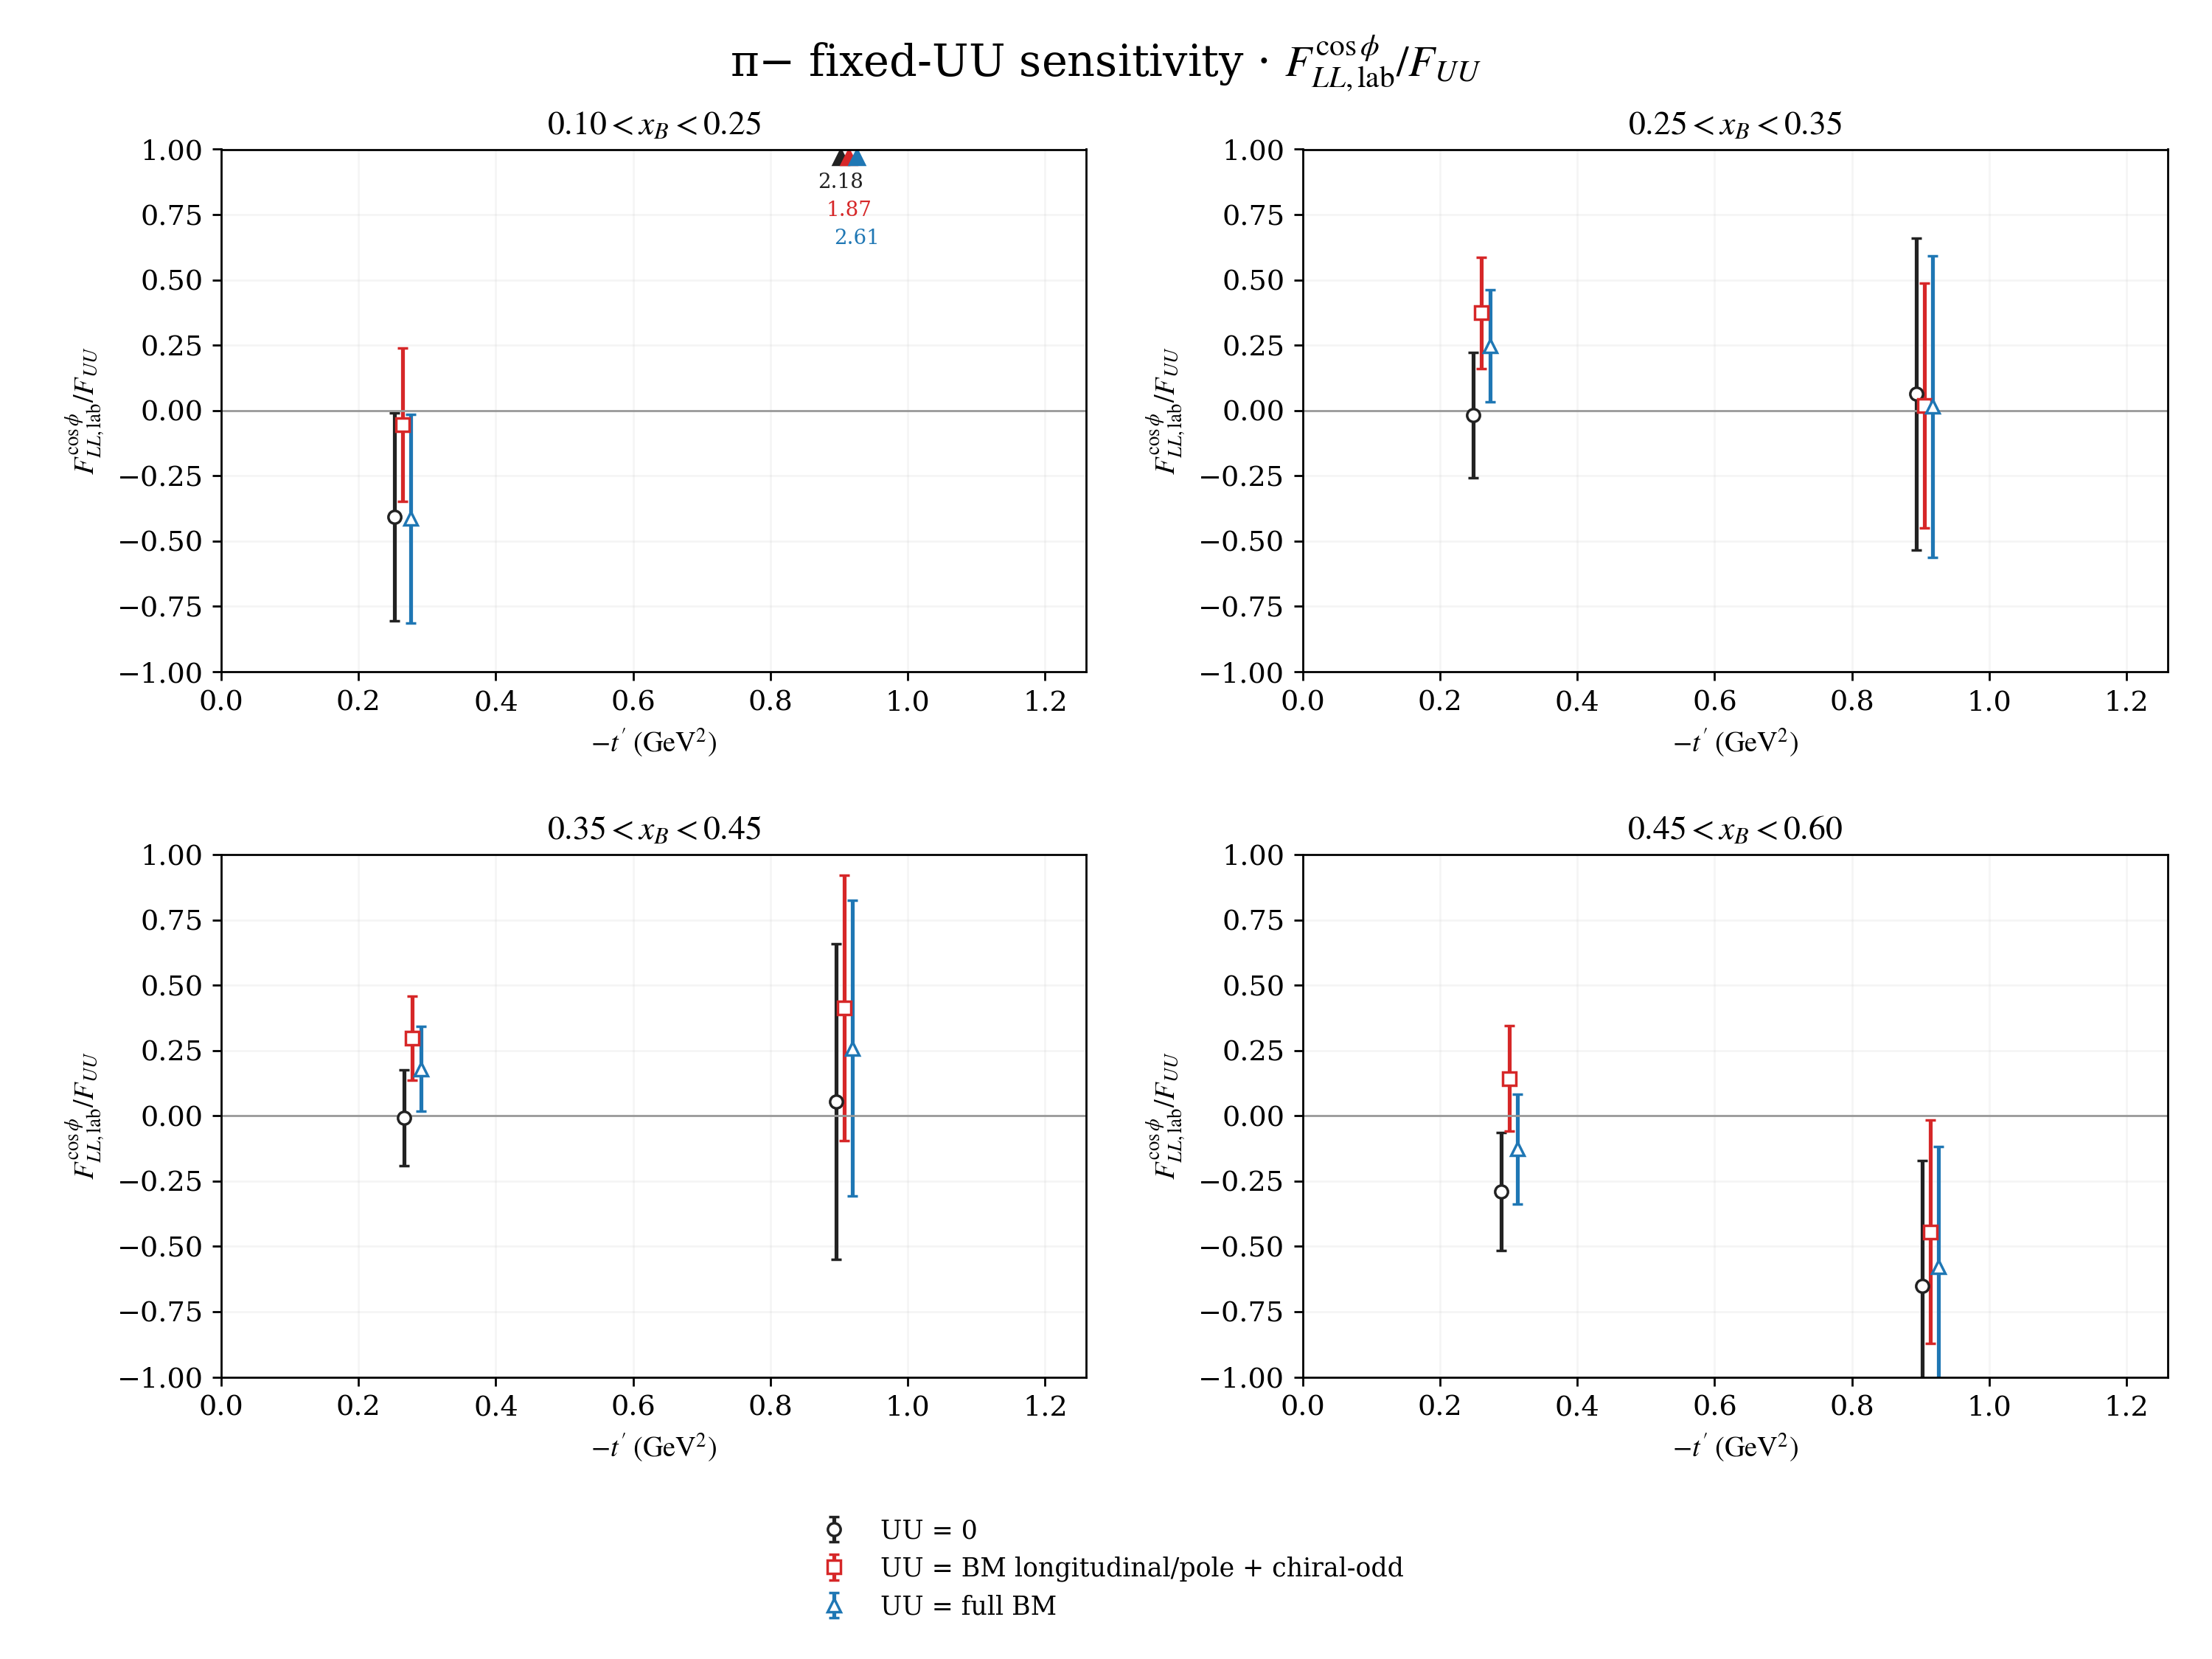 π− fixed-UU sensitivity · F_{LL,lab}^{cos ϕ}/F_{UU}
0.10 < x_B < 0.25
1.00
0.75
0.50
0.25
0.00
−0.25
−0.50
−0.75
−1.00
2.18
1.87
2.61
F_{LL,lab}^{cos ϕ}/F_{UU}
0.0 0.2 0.4 0.6 0.8 1.0 1.2
−t′ (GeV²)
0.25 < x_B < 0.35
1.00
0.75
0.50
0.25
0.00
−0.25
−0.50
−0.75
−1.00
F_{LL,lab}^{cos ϕ}/F_{UU}
0.0 0.2 0.4 0.6 0.8 1.0 1.2
−t′ (GeV²)
0.35 < x_B < 0.45
1.00
0.75
0.50
0.25
0.00
−0.25
−0.50
−0.75
−1.00
F_{LL,lab}^{cos ϕ}/F_{UU}
0.0 0.2 0.4 0.6 0.8 1.0 1.2
−t′ (GeV²)
0.45 < x_B < 0.60
1.00
0.75
0.50
0.25
0.00
−0.25
−0.50
−0.75
−1.00
F_{LL,lab}^{cos ϕ}/F_{UU}
0.0 0.2 0.4 0.6 0.8 1.0 1.2
−t′ (GeV²)
UU = 0
UU = BM longitudinal/pole + chiral-odd
UU = full BM